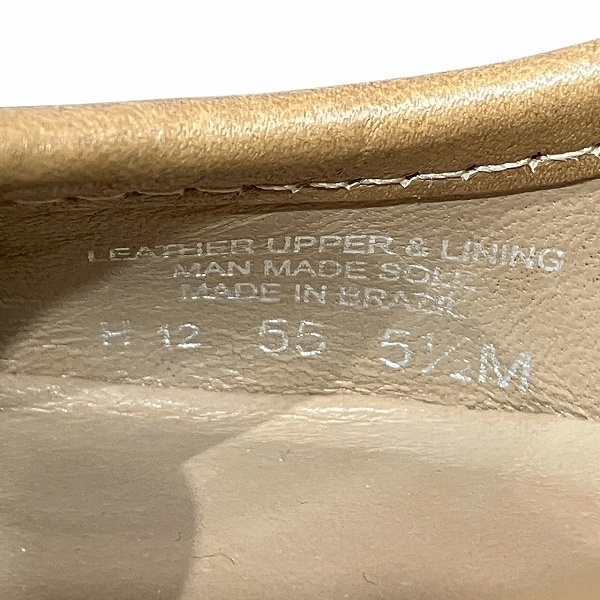 LEATHER UPPER & LINING
MAN MADE SOLE
MADE IN BRAZIL
H 12 55 5½M